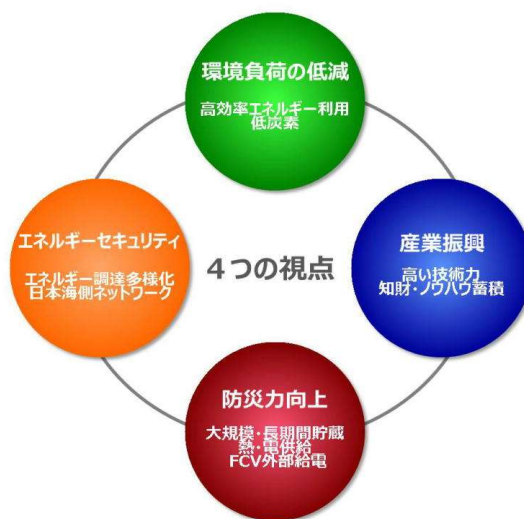 環境負荷の低減
高効率エネルギー利用
低炭素
エネルギーセキュリティ
エネルギー調達多様化
日本海側ネットワーク
4つの視点
産業振興
高い技術力
知財・ノウハウ蓄積
防災力向上
大規模・長期間貯蔵
熱・電供給
FCV外部給電